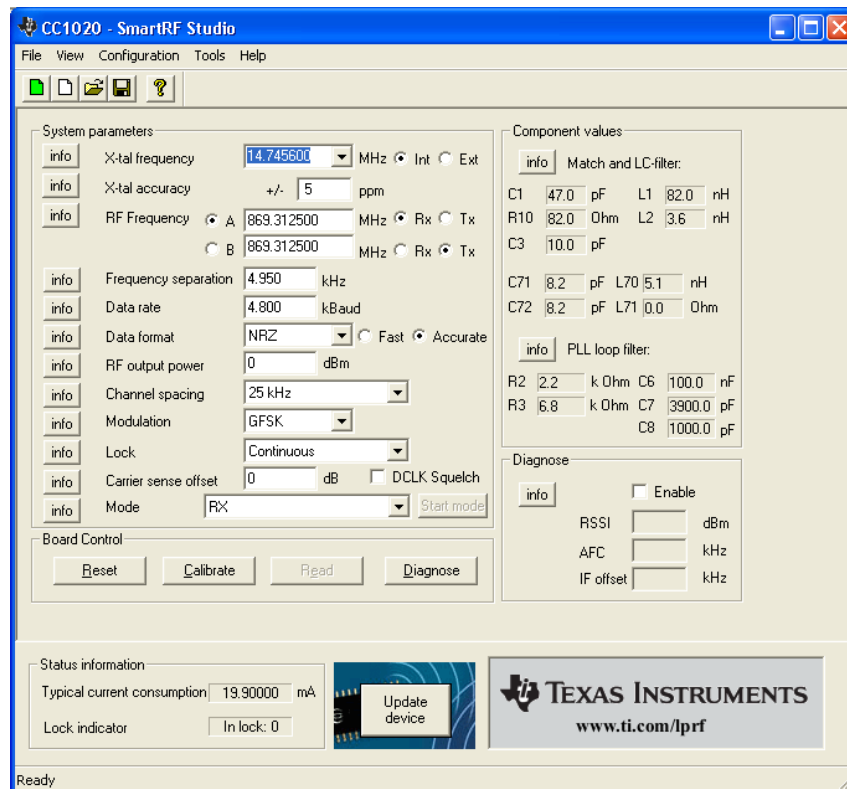 CC1020 - SmartRF Studio
File View Configuration Tools Help
System parameters
info X-tal frequency 14.745600 MHz Int Ext
info X-tal accuracy +/- 5 ppm
info RF Frequency A 869.312500 MHz Rx Tx
B 869.312500 MHz Rx Tx
info Frequency separation 4.950 kHz
info Data rate 4.800 kBaud
info Data format NRZ Fast Accurate
info RF output power 0 dBm
info Channel spacing 25 kHz
info Modulation GFSK
info Lock Continuous
info Carrier sense offset 0 dB DCLK Squelch
info Mode RX Start mode
Board Control
Reset Calibrate Read Diagnose
Component values
info Match and LC-filter:
C1 47.0 pF L1 82.0 nH
R10 82.0 Ohm L2 3.6 nH
C3 10.0 pF
C71 8.2 pF L70 5.1 nH
C72 8.2 pF L71 0.0 Ohm
info PLL loop filter:
R2 2.2 k Ohm C6 100.0 nF
R3 6.8 k Ohm C7 3900.0 pF
C8 1000.0 pF
Diagnose
info Enable
RSSI dBm
AFC kHz
IF offset kHz
Status information
Typical current consumption 19.90000 mA
Lock indicator In lock: 0
Update
device
TEXAS INSTRUMENTS
www.ti.com/lprf
Ready